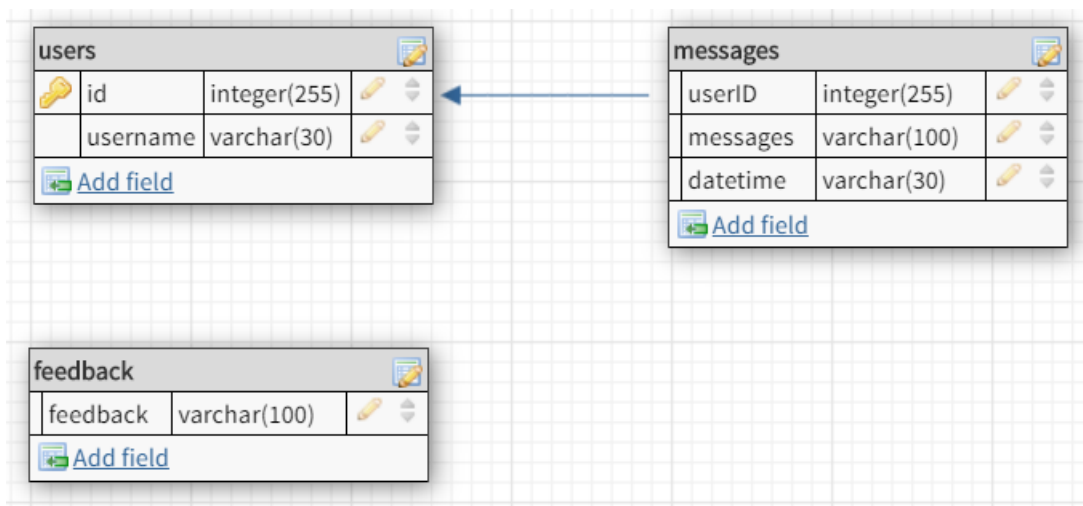 users
id integer(255)
username varchar(30)
Add field
messages
userID integer(255)
messages varchar(100)
datetime varchar(30)
Add field
feedback
feedback varchar(100)
Add field